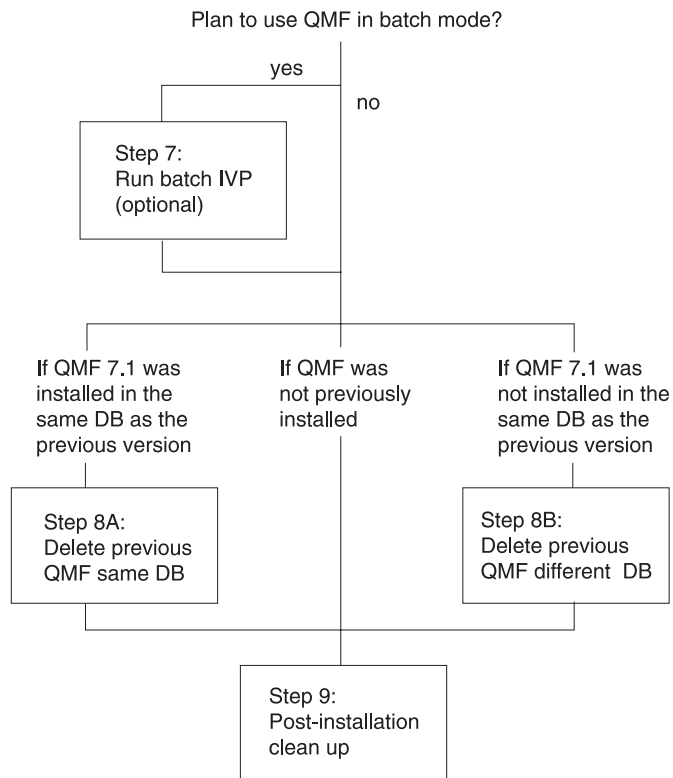 Plan to use QMF in batch mode?
yes
no
Step 7:
Run batch IVP
(optional)
If QMF 7.1 was
installed in the
same DB as the
previous version
If QMF was
not previously
installed
If QMF 7.1 was
not installed in the
same DB as the
previous version
Step 8A:
Delete previous
QMF same DB
Step 8B:
Delete previous
QMF different DB
Step 9:
Post-installation
clean up